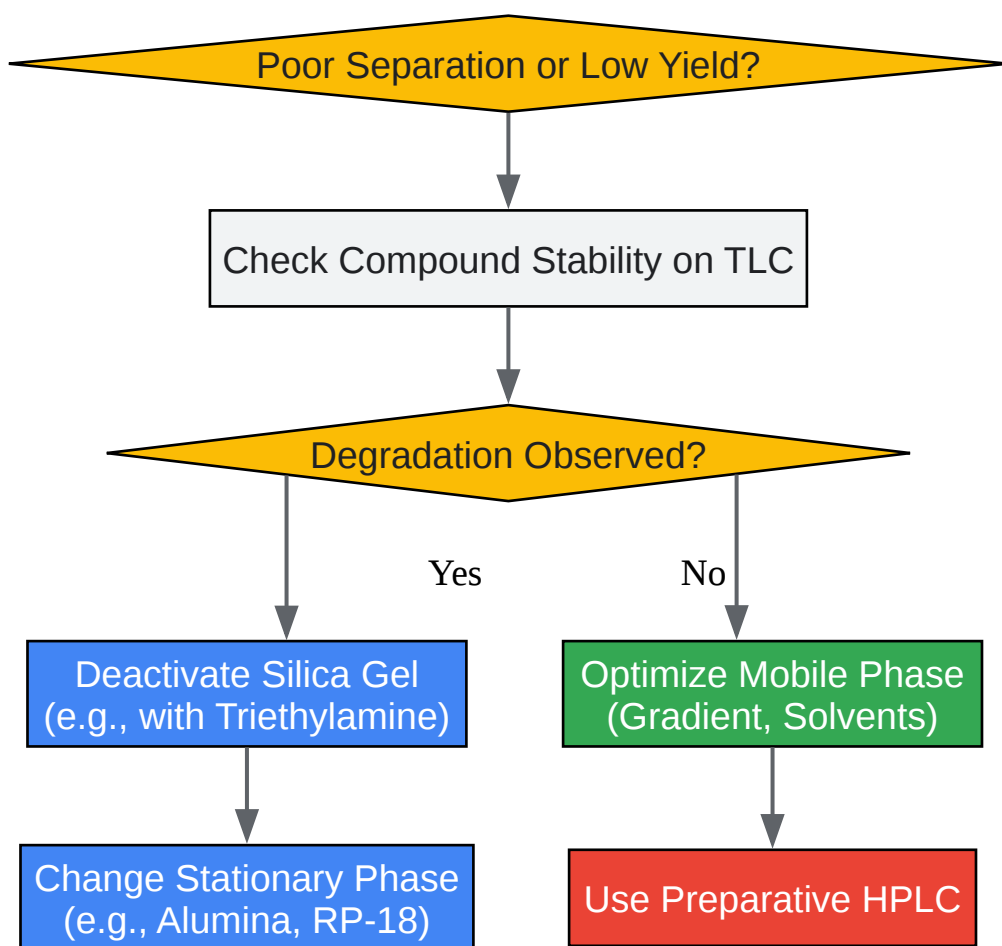 Poor Separation or Low Yield?
Check Compound Stability on TLC
Degradation Observed?
Yes
No
Deactivate Silica Gel
(e.g., with Triethylamine)
Optimize Mobile Phase
(Gradient, Solvents)
Change Stationary Phase
(e.g., Alumina, RP-18)
Use Preparative HPLC